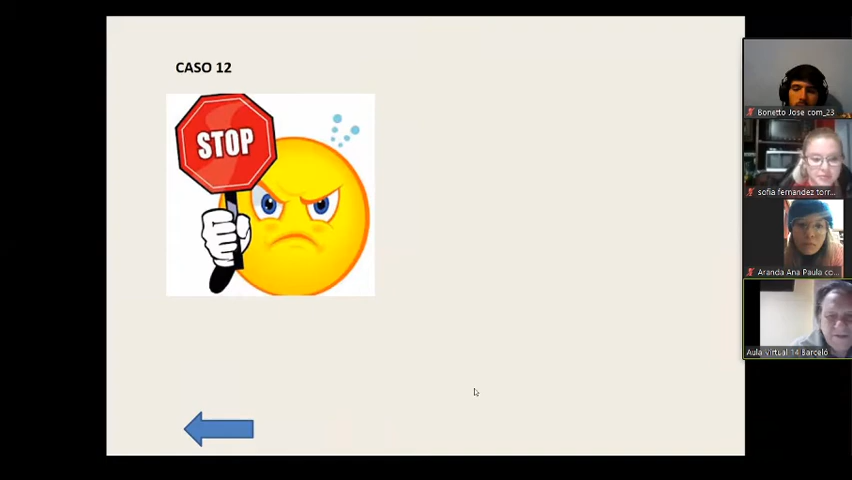 CASO 12
STOP
Bonetto Jose com_23
sofia fernandez torr...
Aranda Ana Paula co...
Aula virtual 14 Barceló